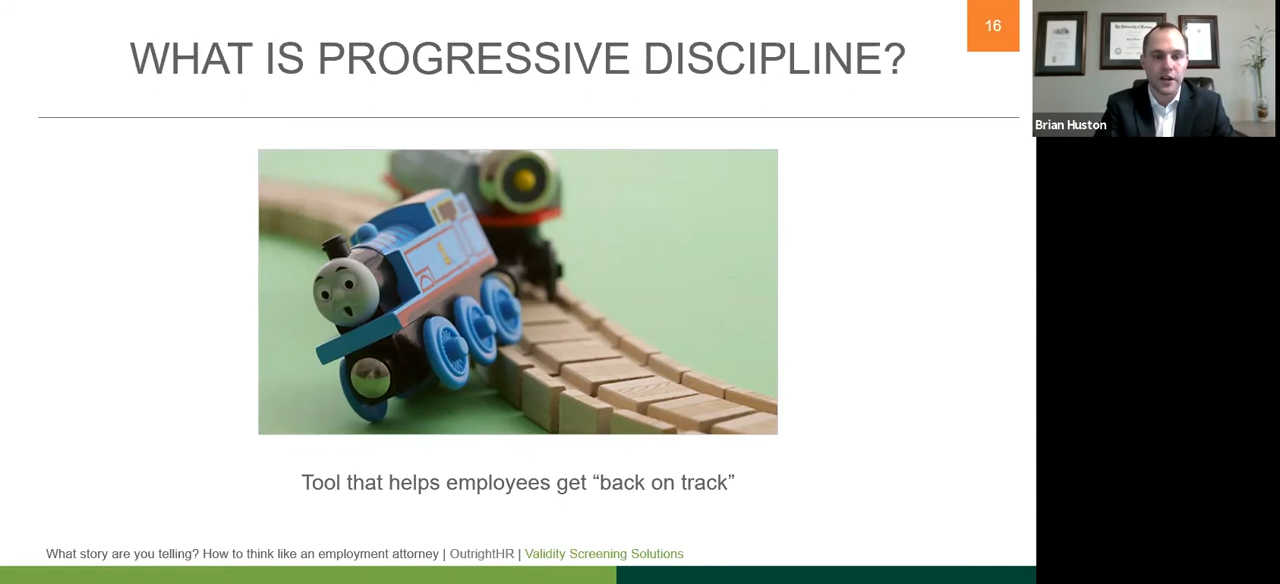 16
WHAT IS PROGRESSIVE DISCIPLINE?
Brian Huston
1
Tool that helps employees get “back on track”
What story are you telling? How to think like an employment attorney | OutrightHR | Validity Screening Solutions